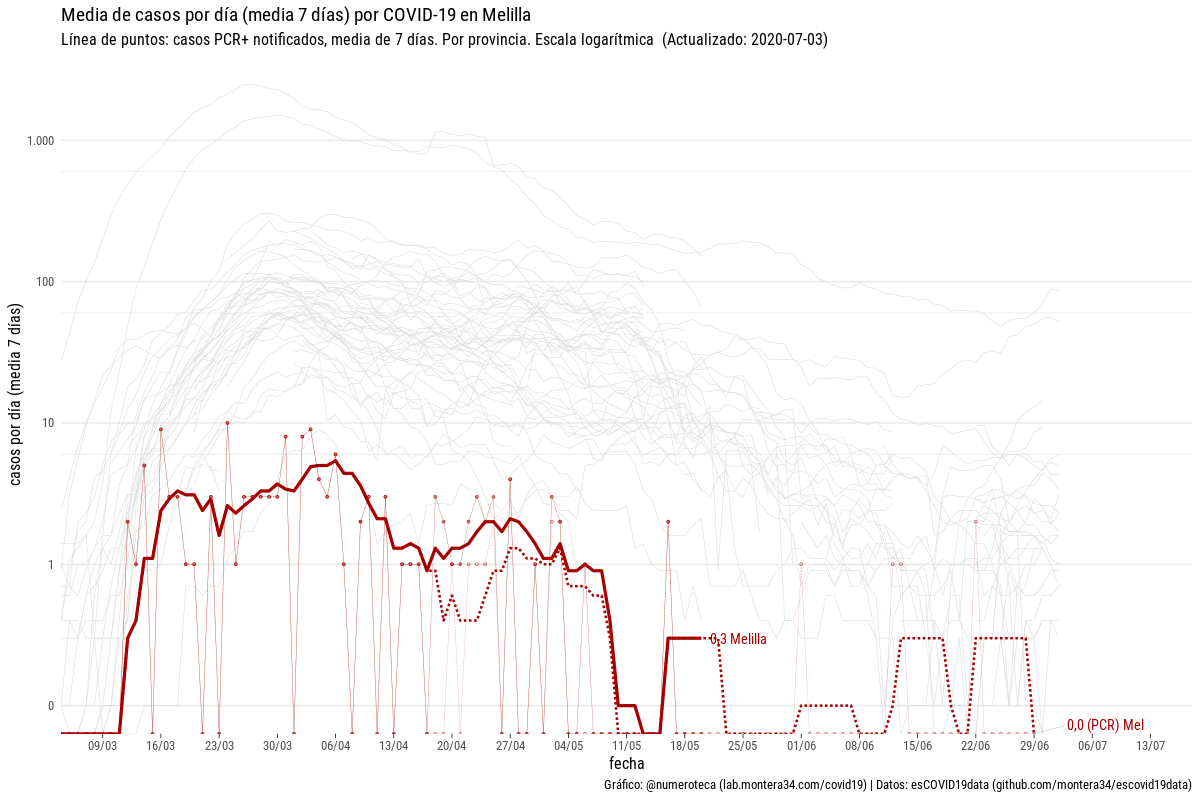 Media de casos por día (media 7 días) por COVID-19 en Melilla
Línea de puntos: casos PCR+ notificados, media de 7 días. Por provincia. Escala logarítmica  (Actualizado: 2020-07-03)
casos por día (media 7 días)
1.000
100
10
1
0
0,3 Melilla
0,0 (PCR) Mel
09/03 16/03 23/03 30/03 06/04 13/04 20/04 27/04 04/05 11/05 18/05 25/05 01/06 08/06 15/06 22/06 29/06 06/07 13/07
fecha
Gráfico: @numeroteca (lab.montera34.com/covid19) | Datos: esCOVID19data (github.com/montera34/escovid19data)